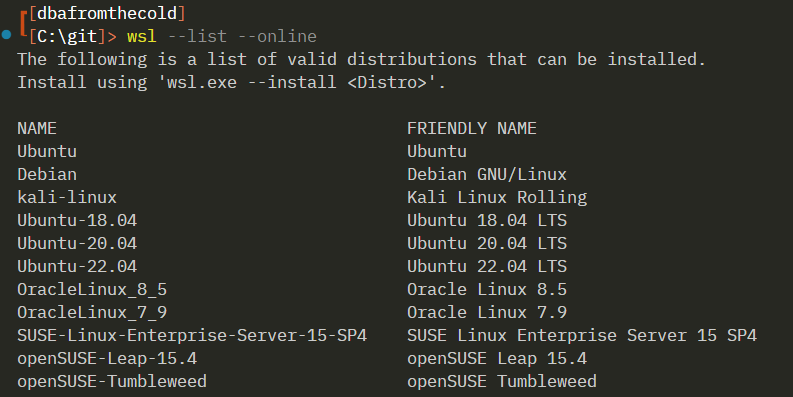 [dbafromthecold]
[C:\git]> wsl --list --online
The following is a list of valid distributions that can be installed.
Install using 'wsl.exe --install <Distro>'.
NAME FRIENDLY NAME
Ubuntu Ubuntu
Debian Debian GNU/Linux
kali-linux Kali Linux Rolling
Ubuntu-18.04 Ubuntu 18.04 LTS
Ubuntu-20.04 Ubuntu 20.04 LTS
Ubuntu-22.04 Ubuntu 22.04 LTS
OracleLinux_8_5 Oracle Linux 8.5
OracleLinux_7_9 Oracle Linux 7.9
SUSE-Linux-Enterprise-Server-15-SP4 SUSE Linux Enterprise Server 15 SP4
openSUSE-Leap-15.4 openSUSE Leap 15.4
openSUSE-Tumbleweed openSUSE Tumbleweed